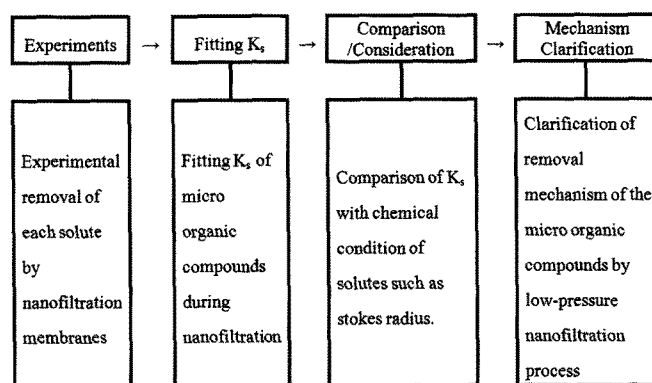 Experiments → Fitting Kₛ → Comparison /Consideration → Mechanism Clarification
Experimental
removal of
each solute
by
nanofiltration
membranes
Fitting Kₛ of
micro
organic
compounds
during
nanofiltration
Comparison of Kₛ
with chemical
condition of
solutes such as
stokes radius.
Clarification of
removal
mechanism of the
micro organic
compounds by
low-pressure
nanofiltration
process